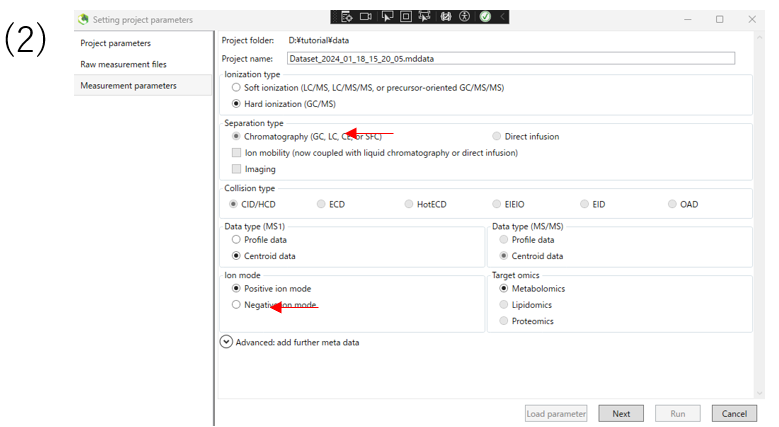 (2)
Setting project parameters
Project parameters
Raw measurement files
Measurement parameters
Project folder: D:¥tutorial¥data
Project name: Dataset_2024_01_18_15_20_05.mddata
Ionization type
Soft ionization (LC/MS, LC/MS/MS, or precursor-oriented GC/MS/MS)
Hard ionization (GC/MS)
Separation type
Chromatography (GC, LC, CE, or SFC) Direct infusion
Ion mobility (now coupled with liquid chromatography or direct infusion)
Imaging
Collision type
CID/HCD ECD HotECD EIEIO EID OAD
Data type (MS1) Data type (MS/MS)
Profile data Profile data
Centroid data Centroid data
Ion mode Target omics
Positive ion mode Metabolomics
Negative ion mode Lipidomics
Proteomics
Advanced: add further meta data
Load parameter Next Run Cancel